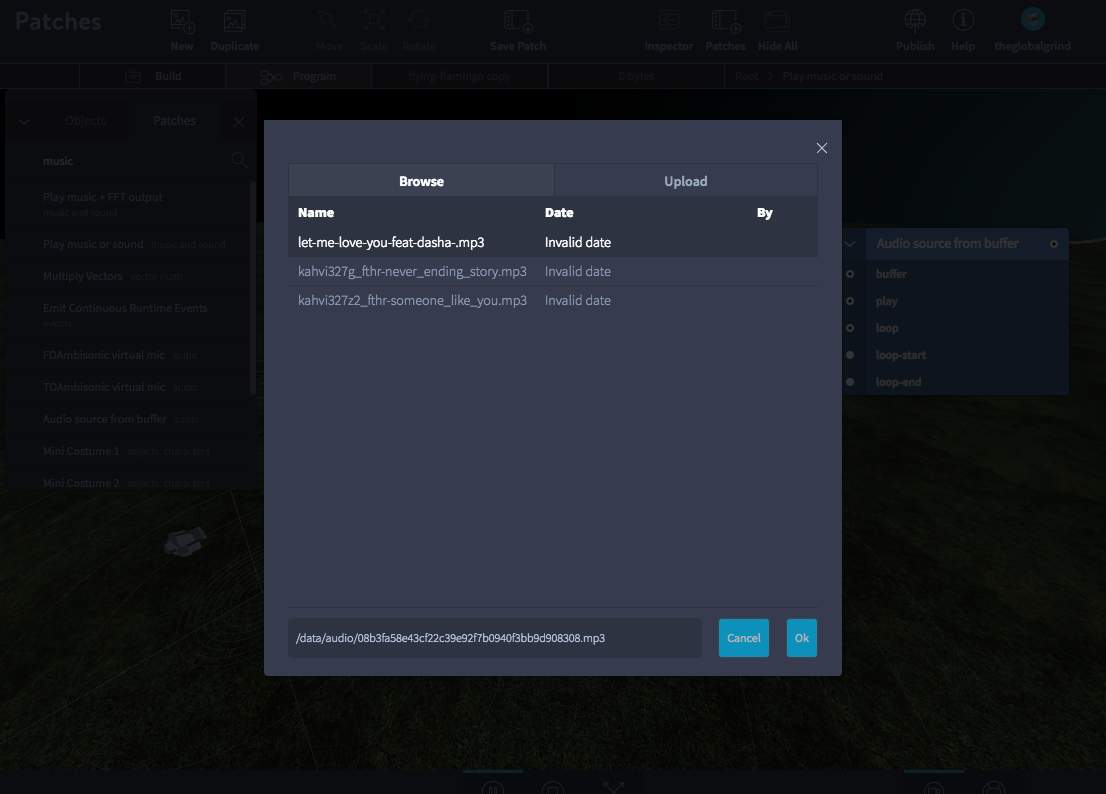 Patches
New
Duplicate
Move
Scale
Rotate
Save Patch
Inspector
Patches
Hide All
Publish
Help
theglobalgrind
Build
Program
flying-flamingo copy
0 bytes
Root > Play music or sound
Objects
Patches
music
Play music + FFT output
music and sound
Play music or sound music and sound
Multiply Vectors vector math
Emit Continuous Runtime Events
events
FOAmbisonic virtual mic audio
TOAmbisonic virtual mic audio
Audio source from buffer audio
Mini Costume 1 objects: characters
Mini Costume 2 objects: characters
Browse
Upload
Name Date By
let-me-love-you-feat-dasha-.mp3 Invalid date
kahvi327g_fthr-never_ending_story.mp3 Invalid date
kahvi327z2_fthr-someone_like_you.mp3 Invalid date
/data/audio/08b3fa58e43cf22c39e92f7b0940f3bb9d908308.mp3
Cancel
Ok
Audio source from buffer
buffer
play
loop
loop-start
loop-end